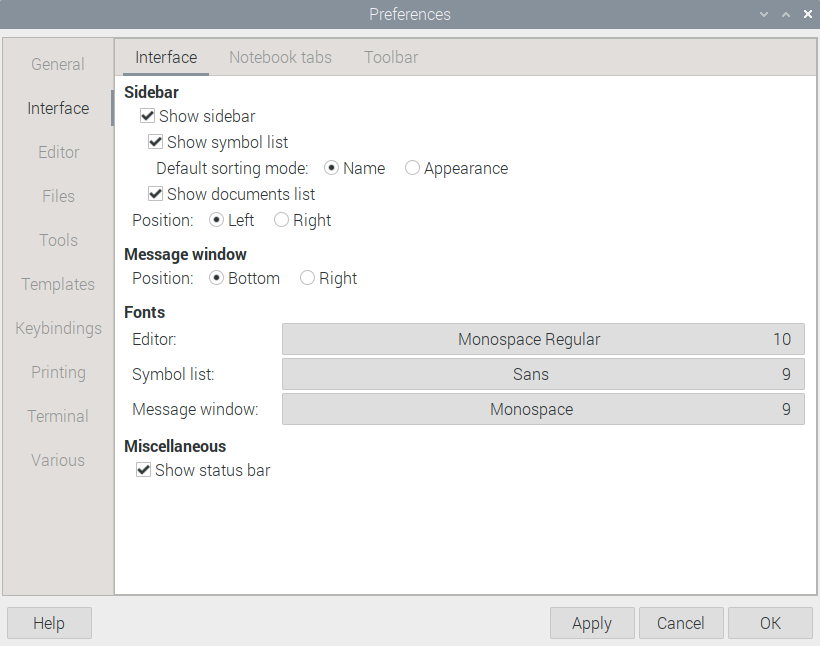 Preferences
General
Interface
Editor
Files
Tools
Templates
Keybindings
Printing
Terminal
Various
Interface Notebook tabs Toolbar
Sidebar
Show sidebar
Show symbol list
Default sorting mode: Name Appearance
Show documents list
Position: Left Right
Message window
Position: Bottom Right
Fonts
Editor: Monospace Regular 10
Symbol list: Sans 9
Message window: Monospace 9
Miscellaneous
Show status bar
Help Apply Cancel OK